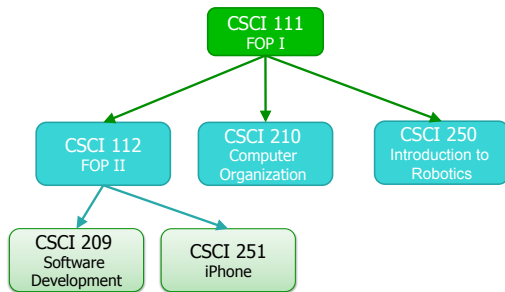 CSCI 111
FOP I
CSCI 112
FOP II
CSCI 210
Computer
Organization
CSCI 250
Introduction to
Robotics
CSCI 209
Software
Development
CSCI 251
iPhone